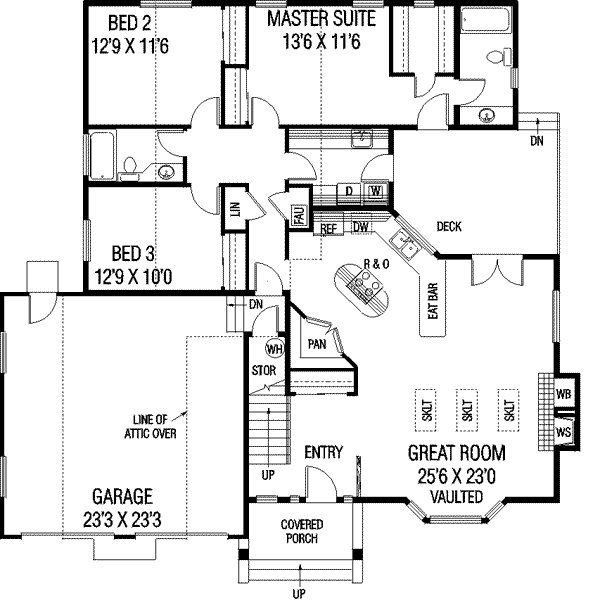 BED 2
12'9 X 11'6
MASTER SUITE
13'6 X 11'6
DN
D
W
LIN
FAU
REF
DW
DECK
BED 3
12'9 X 10'0
R & O
EAT BAR
DN
PAN
WH
STOR
SKLT
SKLT
SKLT
WB
WS
LINE OF
ATTIC OVER
UP
ENTRY
GREAT ROOM
25'6 X 23'0
VAULTED
GARAGE
23'3 X 23'3
COVERED
PORCH
UP